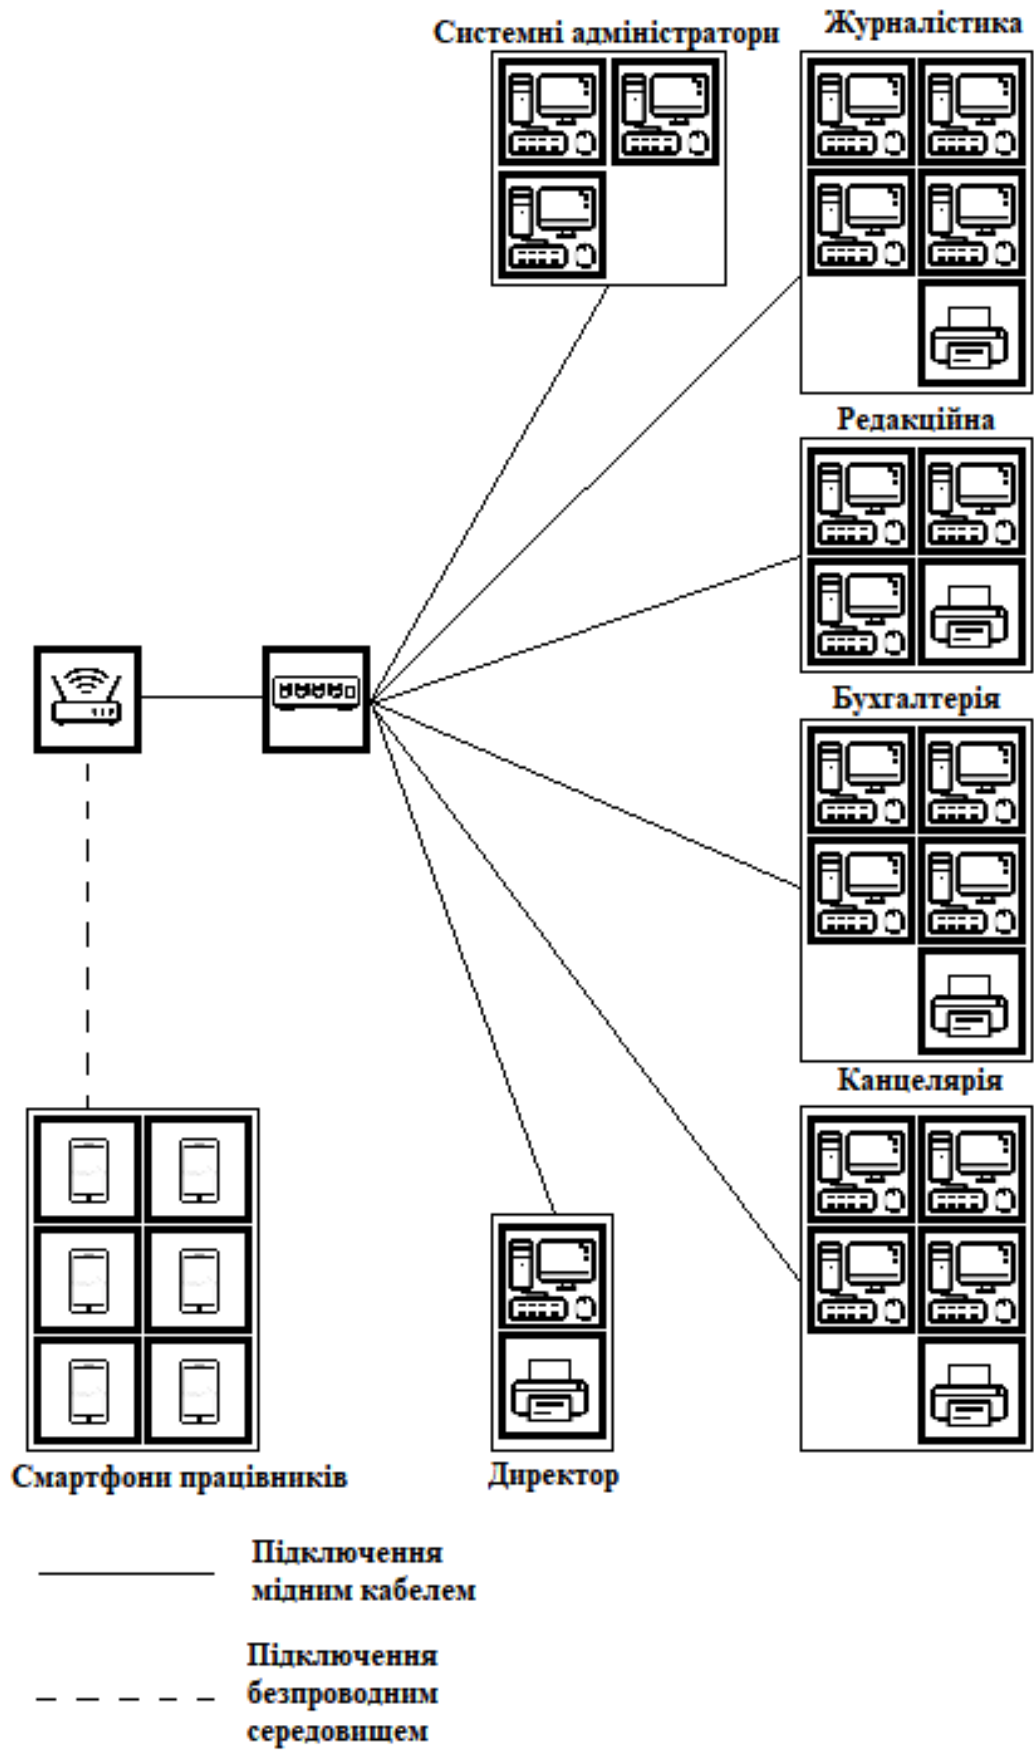 Системні адміністратори
Журналістика
Редакційна
Бухгалтерія
Канцелярія
Смартфони працівників
Директор
Підключення
мідним кабелем
Підключення
безпроводним
середовищем